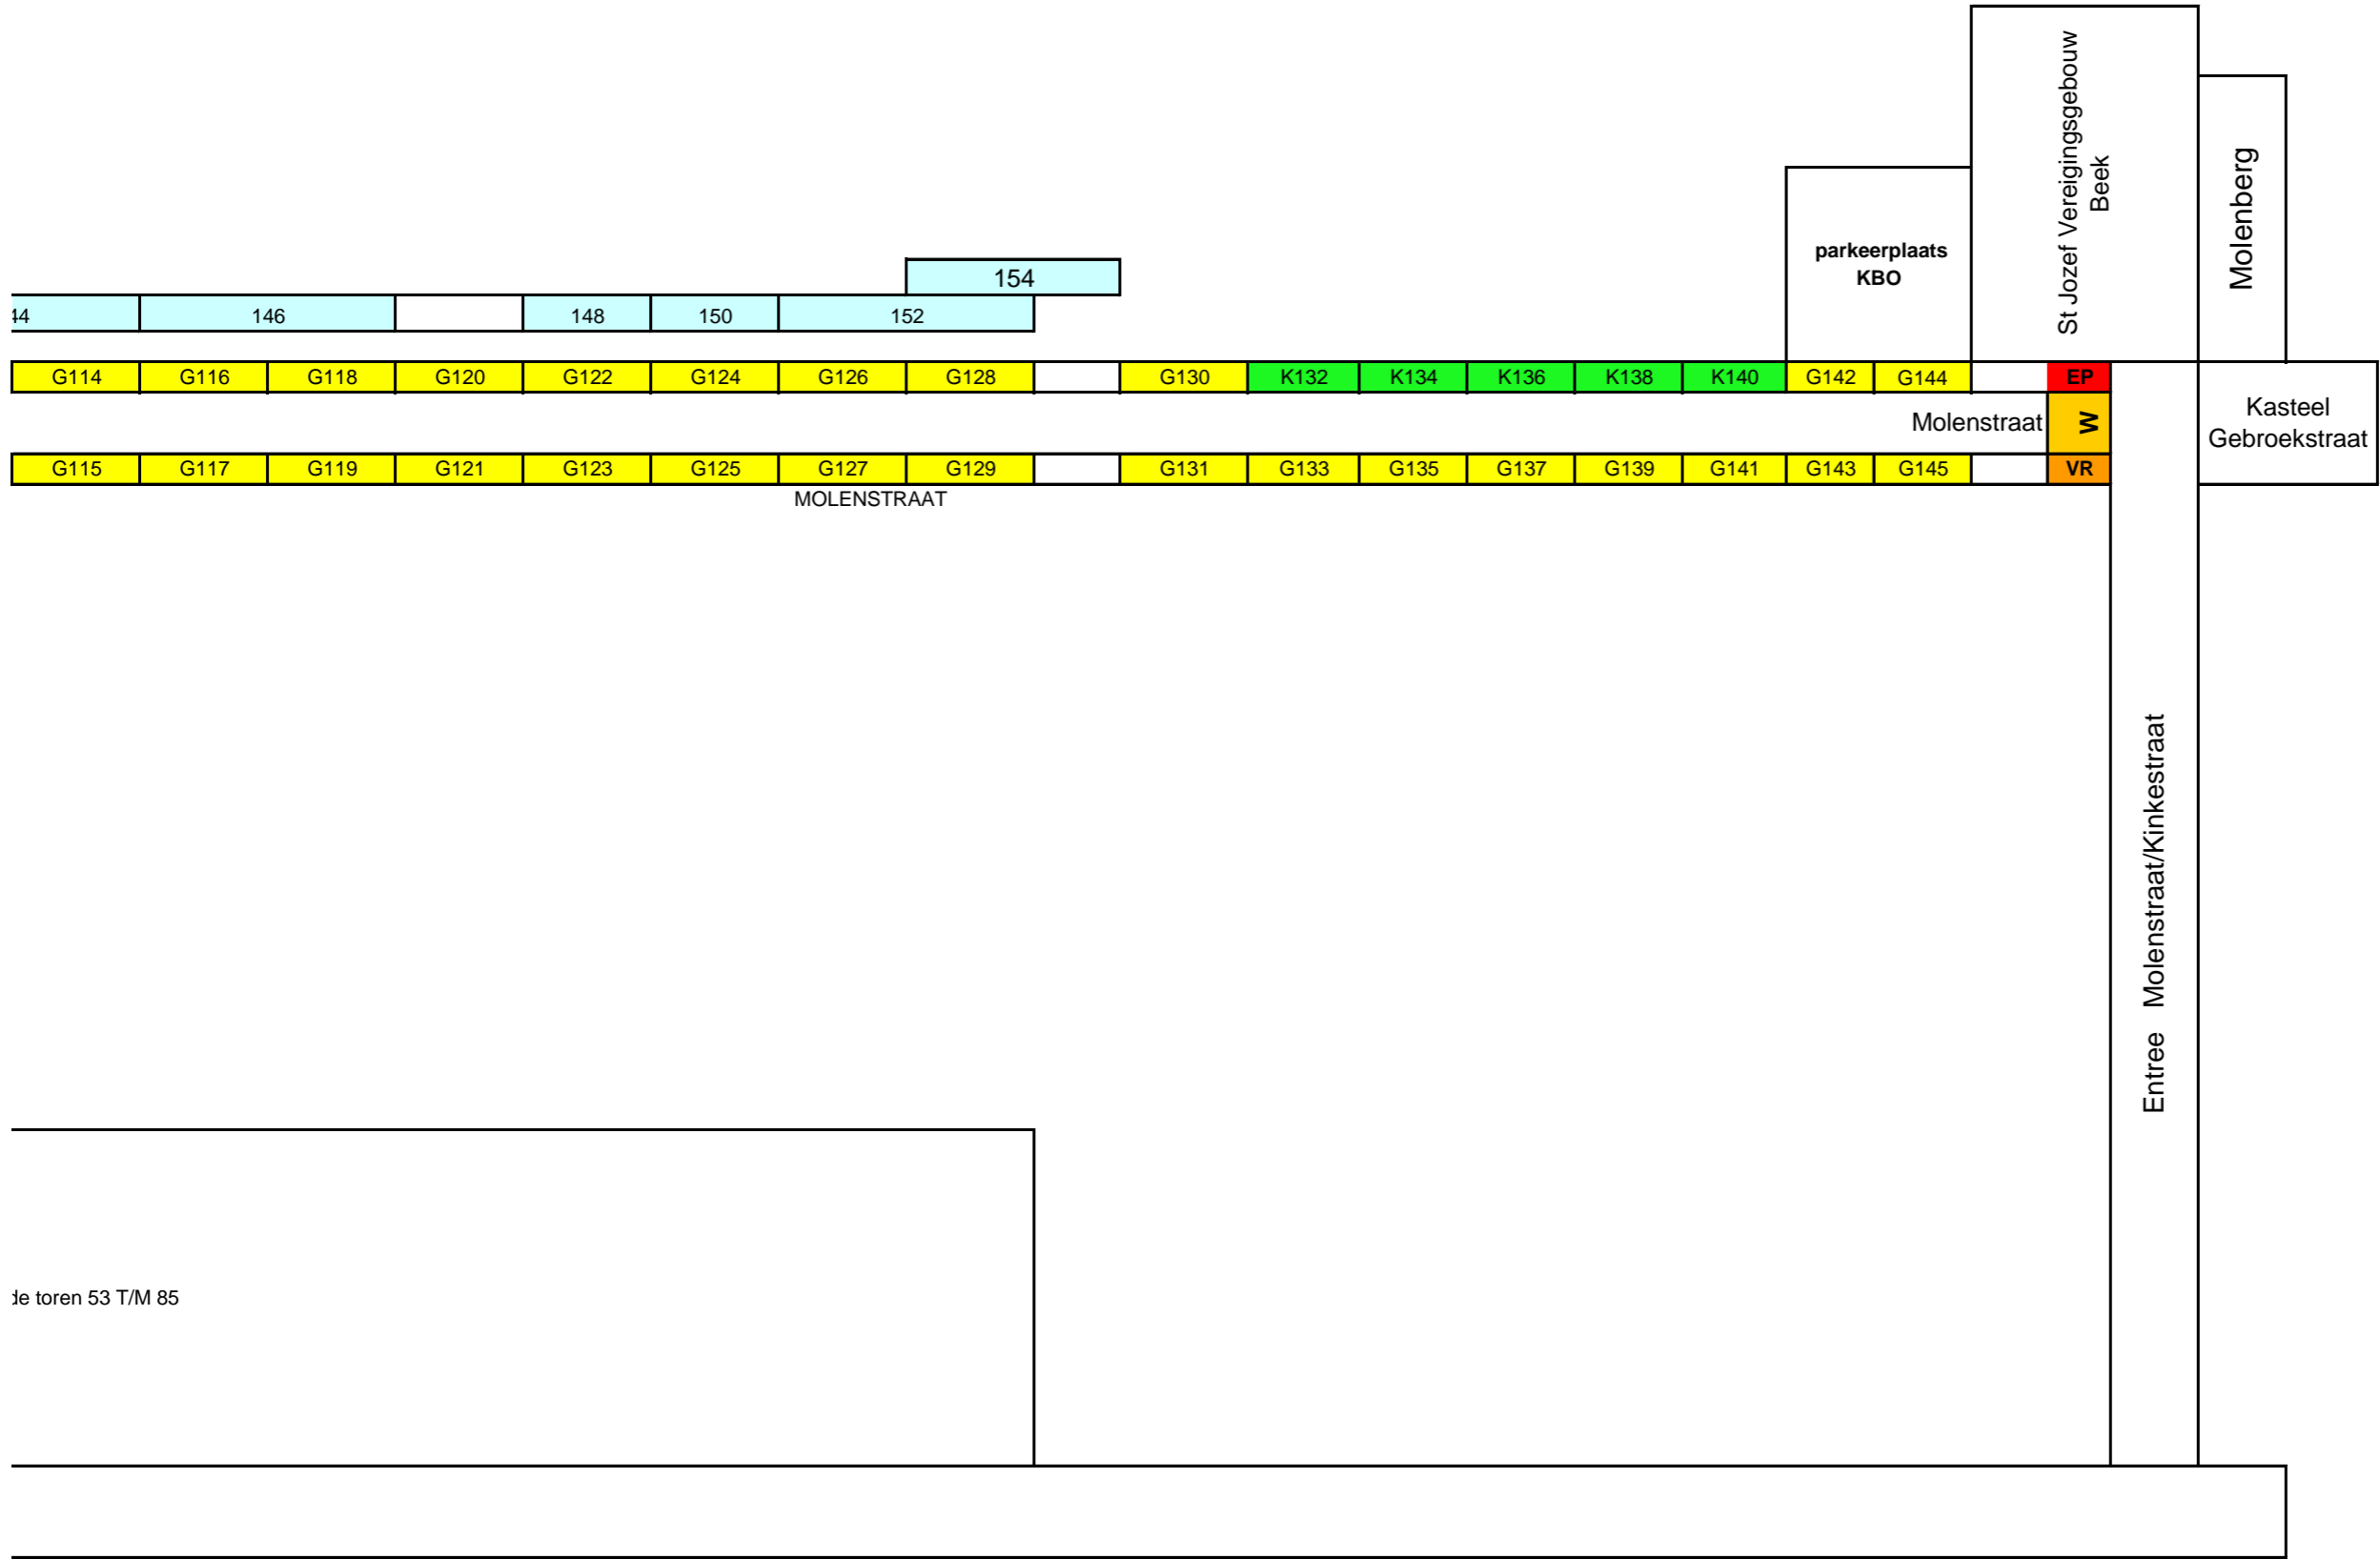 St Jozef Vereigingsgebouw
Beek
Molenberg
parkeerplaats
KBO
154
44 146 148 150 152
G114 G116 G118 G120 G122 G124 G126 G128 G130 K132 K134 K136 K138 K140 G142 G144 EP
Molenstraat W
Kasteel
Gebroekstraat
G115 G117 G119 G121 G123 G125 G127 G129 G131 G133 G135 G137 G139 G141 G143 G145 VR
MOLENSTRAAT
Entree Molenstraat/Kinkestraat
de toren 53 T/M 85